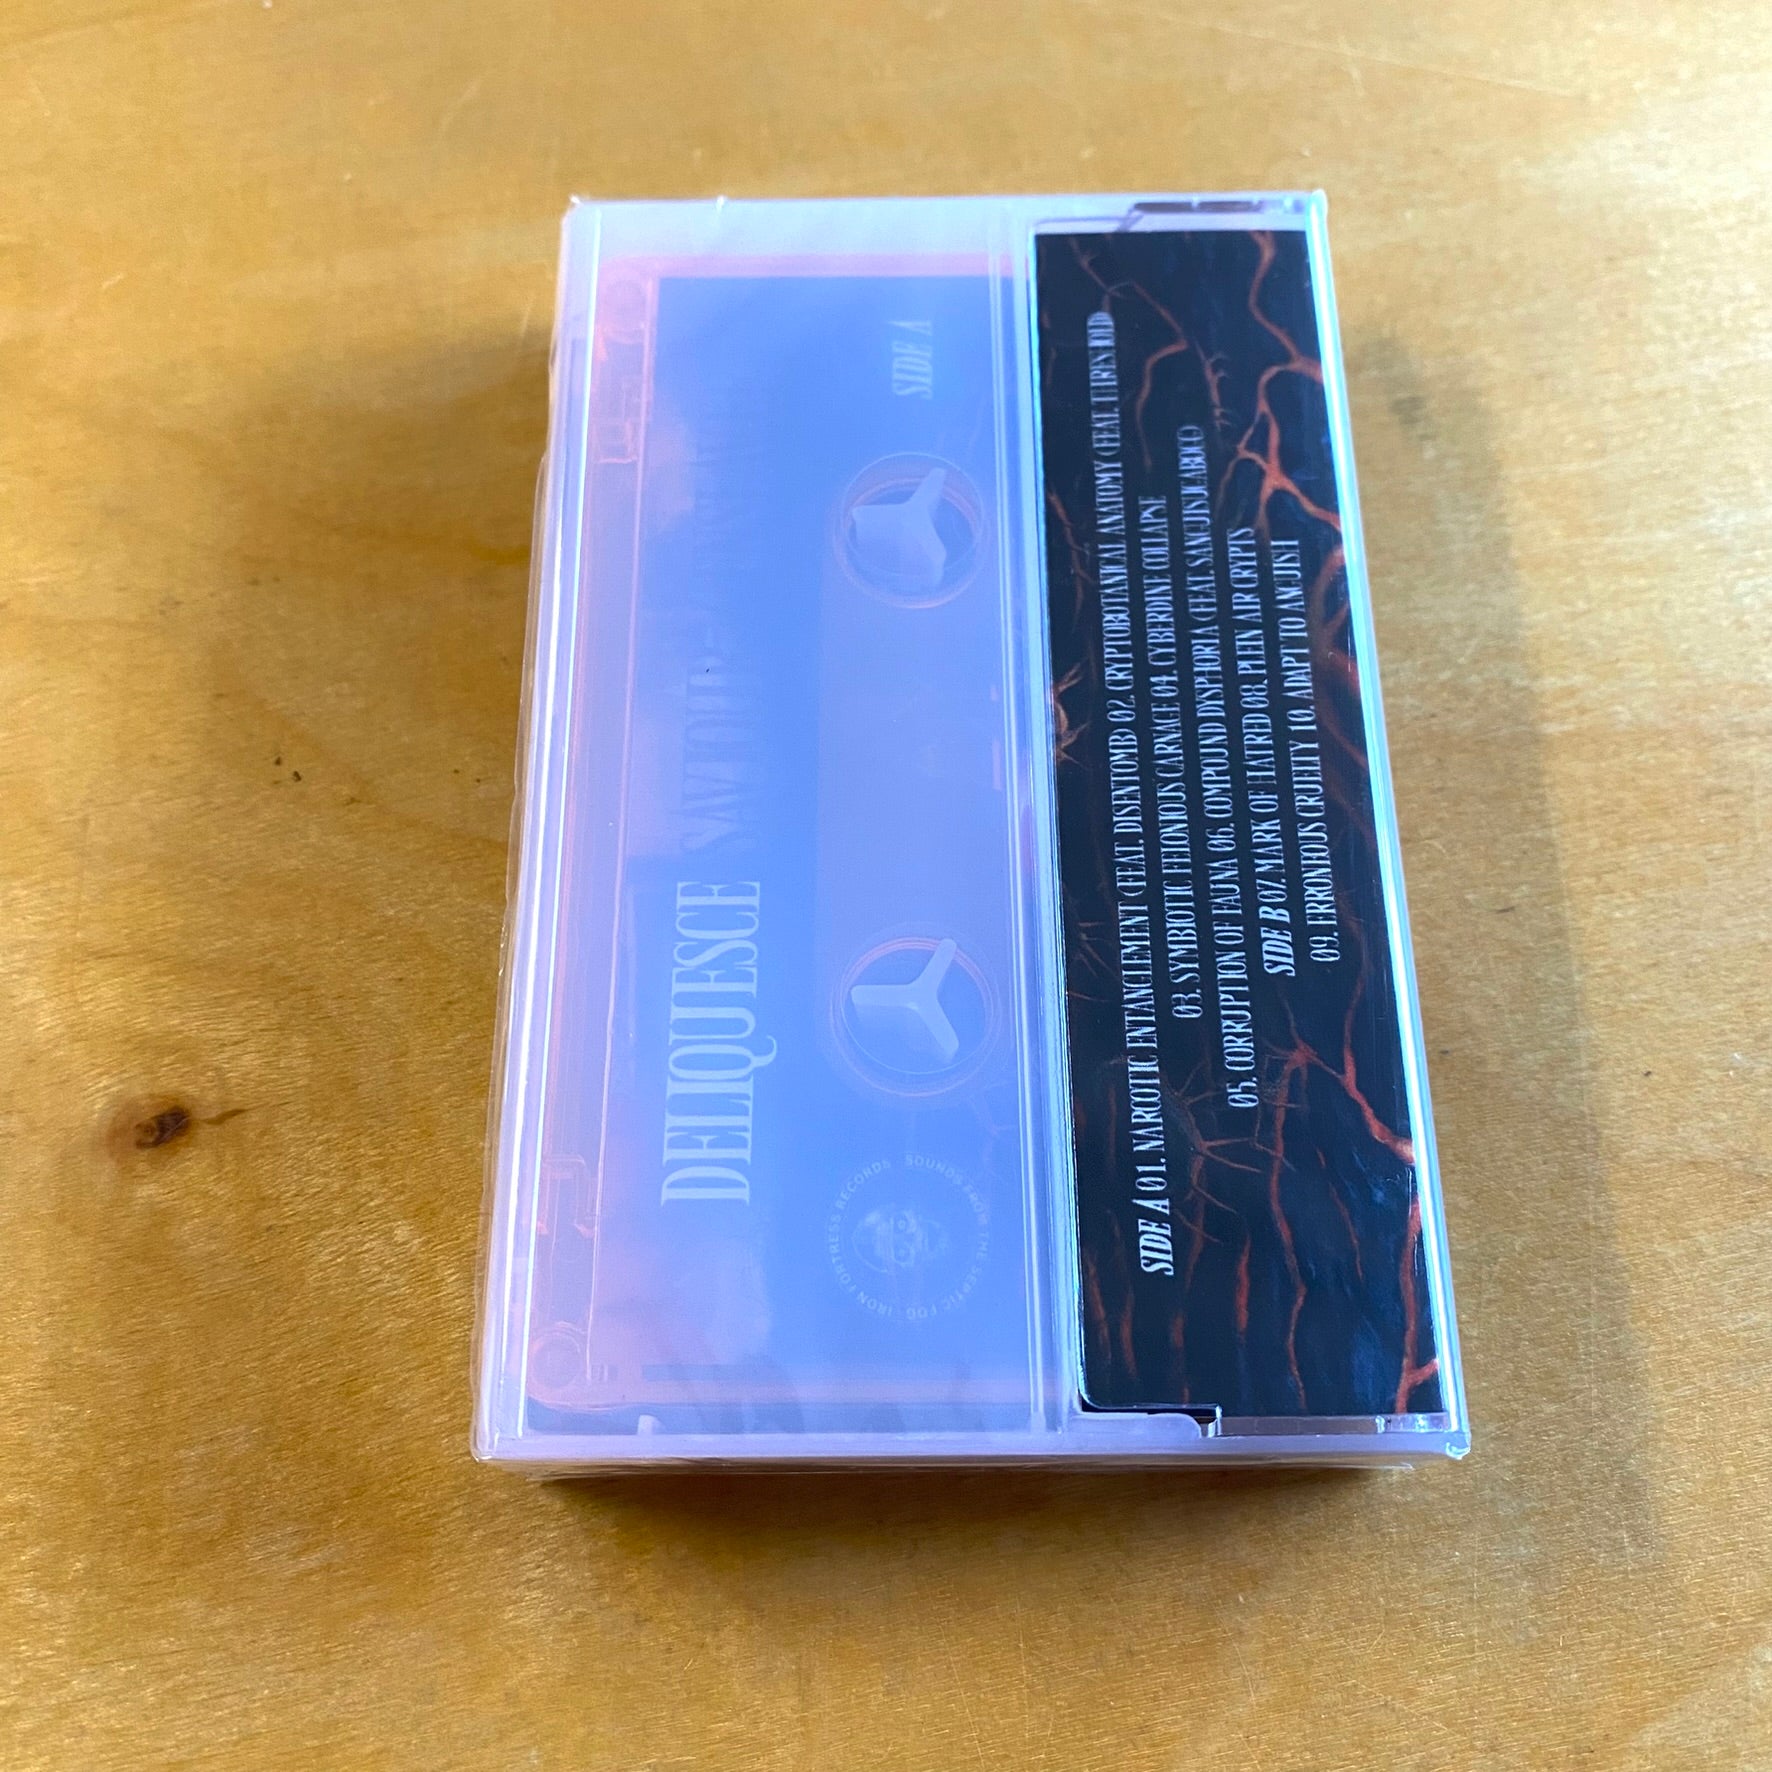 DELIQUESCE
SIDE A
IRON FORTRESS RECORDS · SOUNDS FROM THE SEPTIC FOG ·
SIDE A 01. NARCOTIC ENTANGLEMENT (FEAT. DISENTOMB) 02. CRYPTOBOTANICAL ANATOMY (FEAT. THRESHOLD)
03. SYMBIOTIC FELONIOUS CARNAGE 04. CYBERDINE COLLAPSE
05. CORRUPTION OF FAUNA 06. COMPOUND DYSPHORIA (FEAT. SANGUISUGABOGG)
SIDE B 07. MARK OF HATRED 08. PLEIN AIR CRYPTS
09. ERRONEOUS CRUELTY 10. ADAPT TO ANGUISH